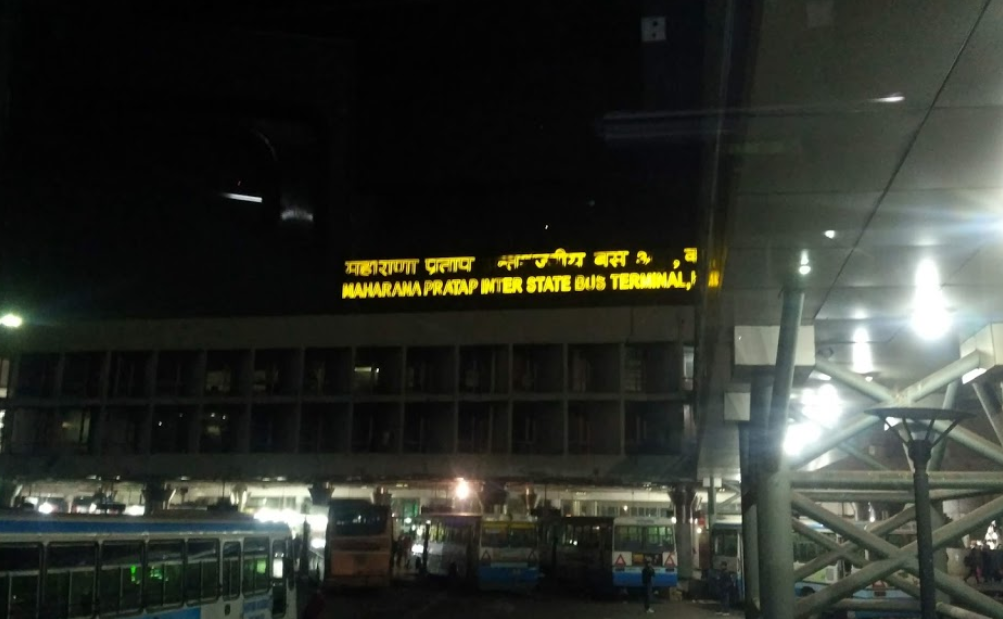 महाराणा प्रताप बस
MAHARANA PRATAP INTER STATE BUS TERMINAL,